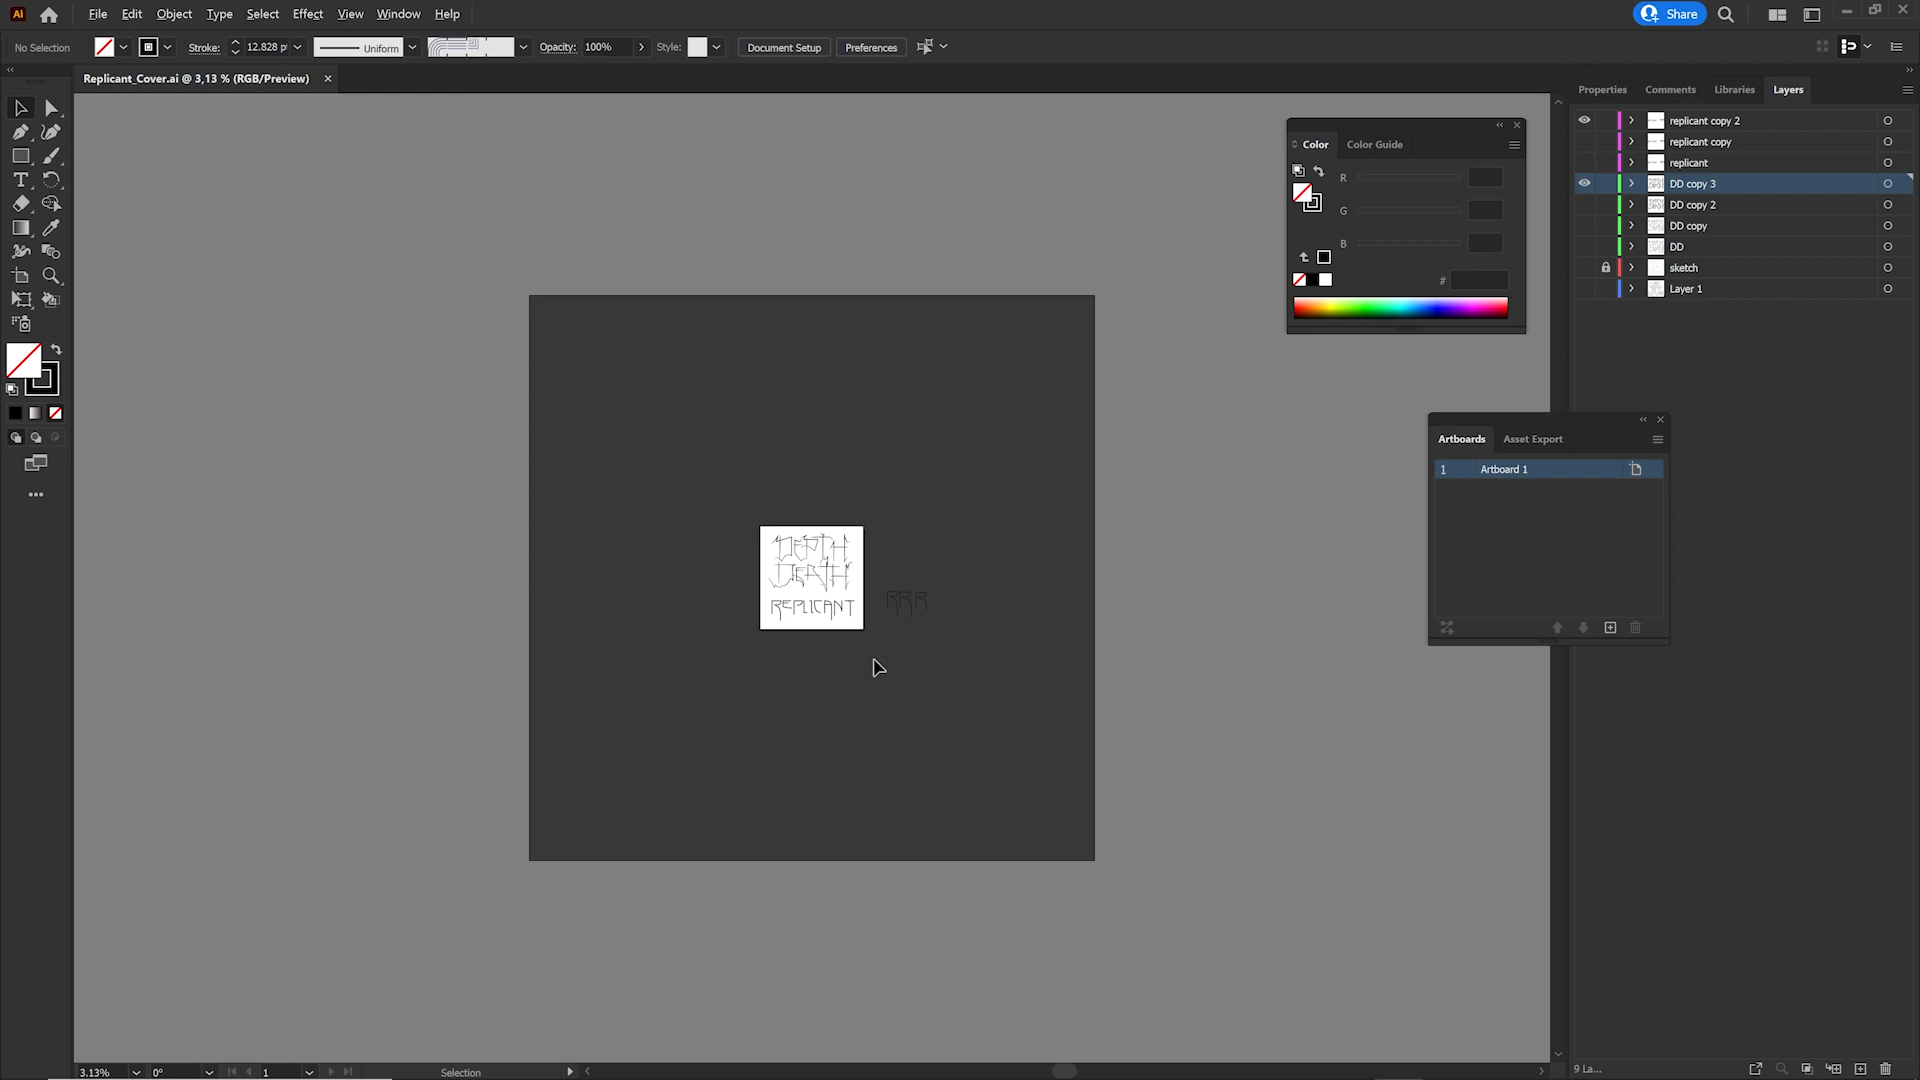 Ai File Edit Object Type Select Effect View Window Help Share
No Selection Stroke: 12.828 p Uniform Opacity: 100% Style: Document Setup Preferences
Replicant_Cover.ai @ 3,13 % (RGB/Preview)
Properties Comments Libraries Layers
replicant copy 2
replicant copy
replicant
DD copy 3
DD copy 2
DD copy
DD
sketch
Layer 1
Color Color Guide
R
G
B
#
Artboards Asset Export
1 Artboard 1
DEPTH
DEATH
REPLICANT
RRR
3.13% 0° 1 Selection
9 La...